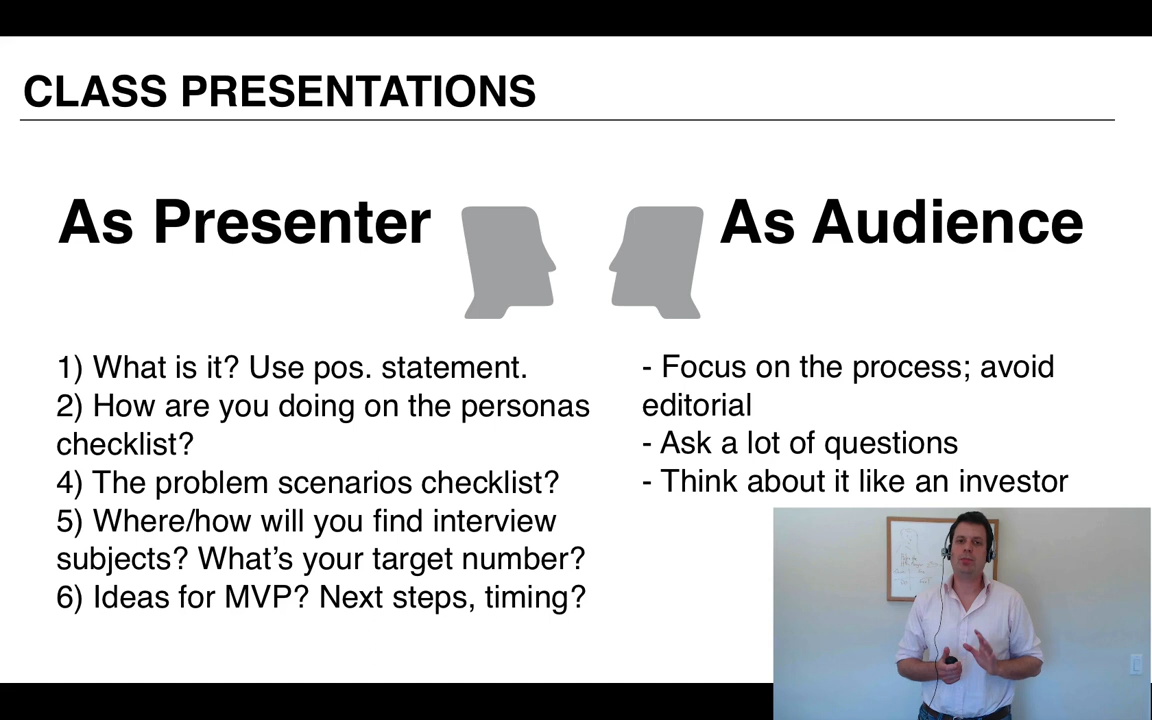 CLASS PRESENTATIONS
As Presenter
1) What is it? Use pos. statement.
2) How are you doing on the personas
checklist?
4) The problem scenarios checklist?
5) Where/how will you find interview
subjects? What's your target number?
6) Ideas for MVP? Next steps, timing?
As Audience
- Focus on the process; avoid
editorial
- Ask a lot of questions
- Think about it like an investor